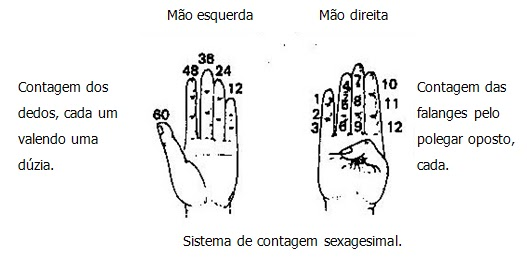 Mão esquerda
Mão direita
Contagem dos
dedos, cada um
valendo uma
dúzia.
60
48
36
24
12
1
2
3
4
5
6
7
8
9
10
11
12
Contagem das
falanges pelo
polegar oposto,
cada.
Sistema de contagem sexagesimal.